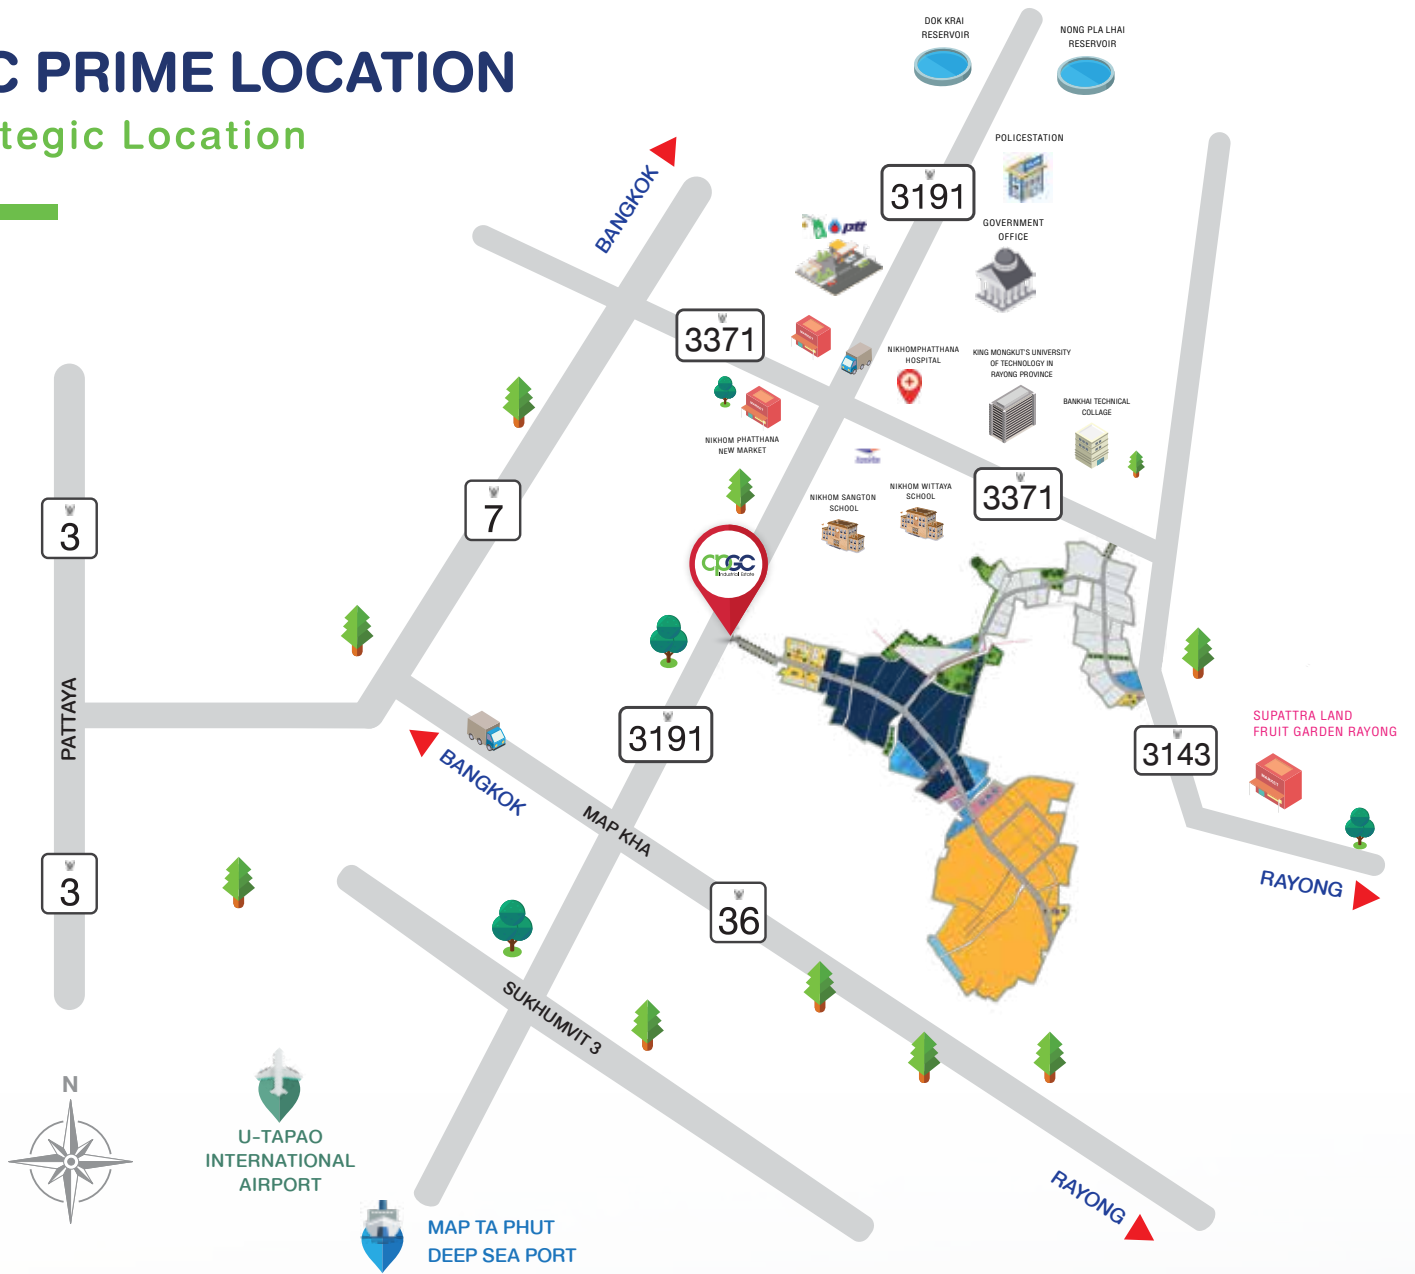 C PRIME LOCATION
tegic Location
DOK KRAI
RESERVOIR
NONG PLA LHAI
RESERVOIR
POLICESTATION
BANGKOK
3191
ptt
GOVERNMENT
OFFICE
3371
NIKHOMPHATTHANA
HOSPITAL
KING MONGKUT'S UNIVERSITY
OF TECHNOLOGY IN
RAYONG PROVINCE
BANKHAI TECHNICAL
COLLAGE
NIKHOM PHATTHANA
NEW MARKET
3371
NIKHOM SANGTON
SCHOOL
NIKHOM WITTAYA
SCHOOL
3
7
cpGC
Industrial Estate
PATTAYA
3191
3143
SUPATTRA LAND
FRUIT GARDEN RAYONG
BANGKOK
MAP KHA
3
36
RAYONG
SUKHUMVIT 3
N
U-TAPAO
INTERNATIONAL
AIRPORT
RAYONG
MAP TA PHUT
DEEP SEA PORT